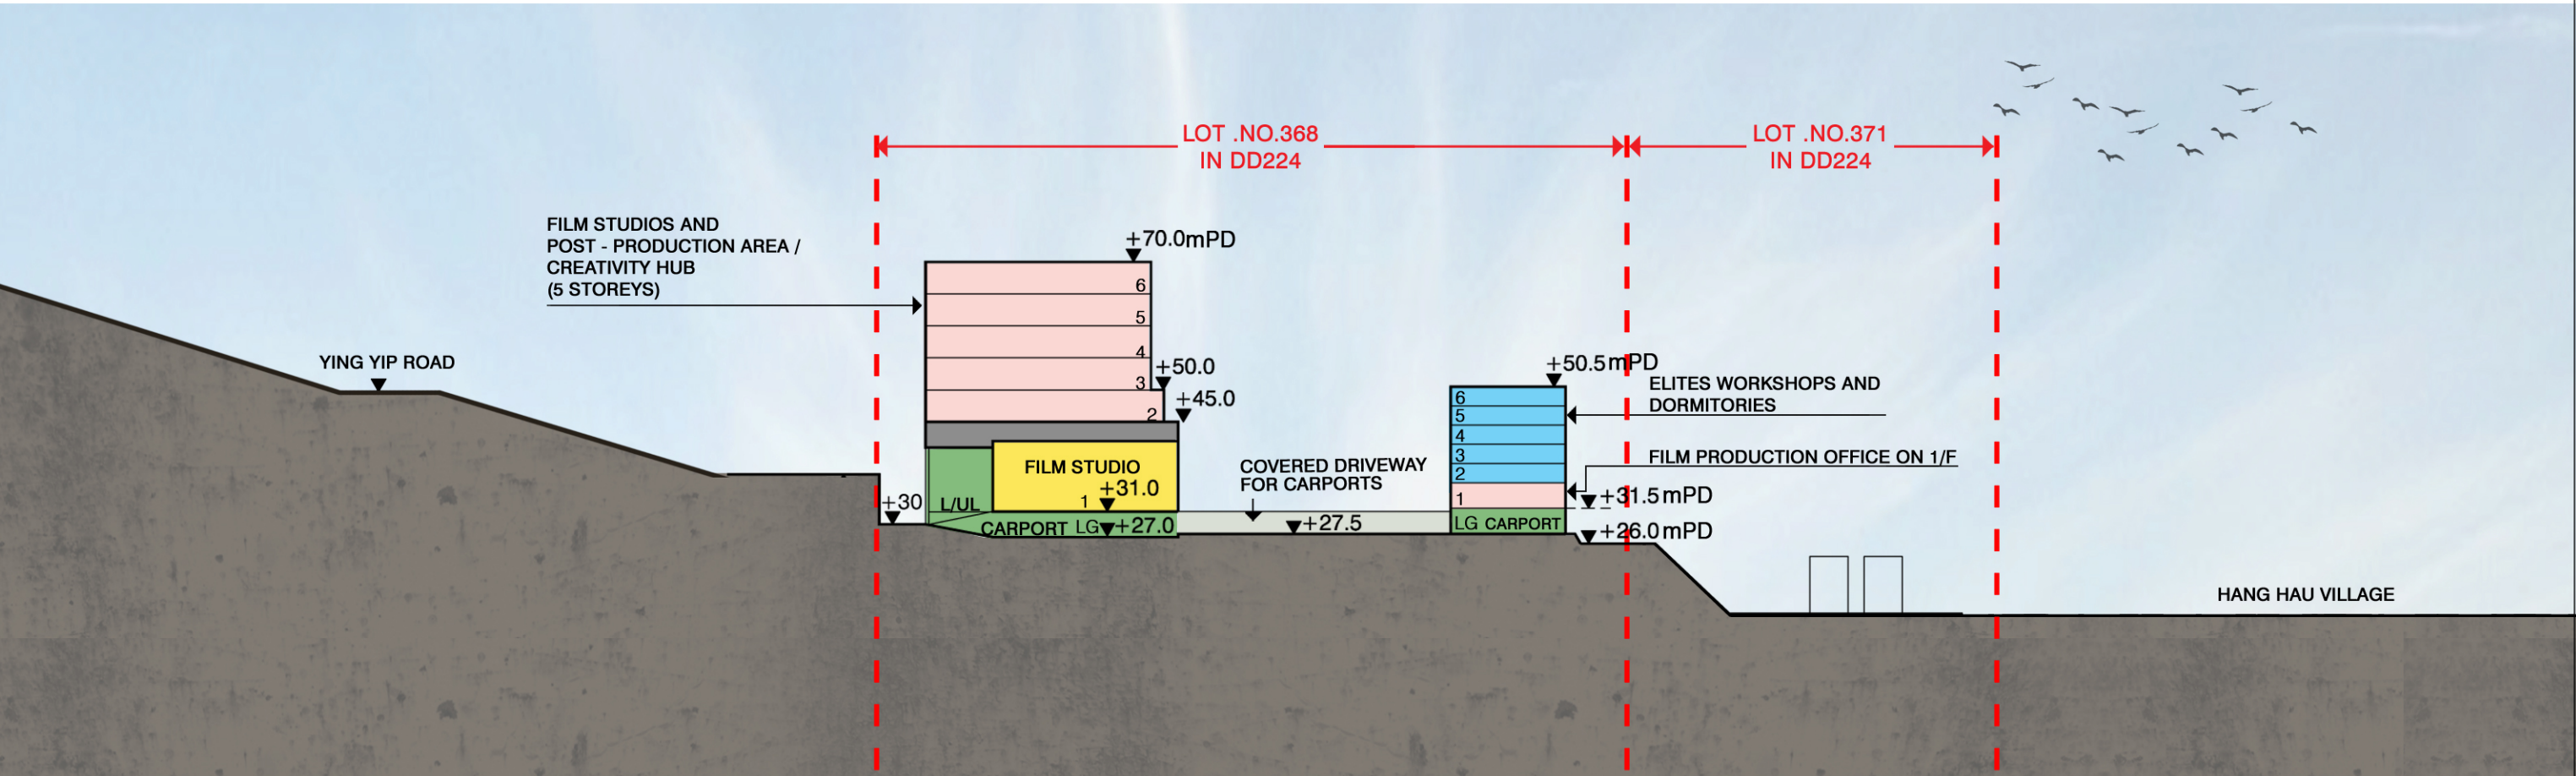 LOT .NO.368
IN DD224
LOT .NO.371
IN DD224
FILM STUDIOS AND
POST - PRODUCTION AREA /
CREATIVITY HUB
(5 STOREYS)
+70.0mPD
6
5
4
3
2
+50.0
+45.0
YING YIP ROAD
FILM STUDIO
1 +31.0
+30
L/UL
CARPORT LG +27.0
COVERED DRIVEWAY
FOR CARPORTS
+27.5
+50.5mPD
6
5
4
3
2
1
LG CARPORT
ELITES WORKSHOPS AND
DORMITORIES
FILM PRODUCTION OFFICE ON 1/F
+31.5mPD
+26.0mPD
HANG HAU VILLAGE